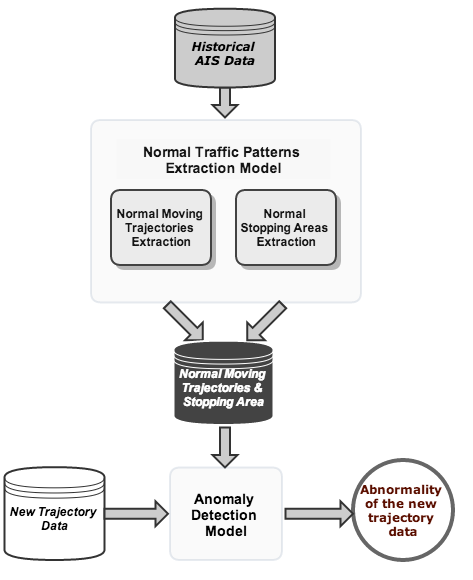 Historical
AIS Data
Normal Traffic Patterns
Extraction Model
Normal Moving
Trajectories
Extraction
Normal
Stopping Areas
Extraction
Normal Moving
Trajectories &
Stopping Area
New Trajectory
Data
Anomaly
Detection
Model
Abnormality
of the new
trajectory
data